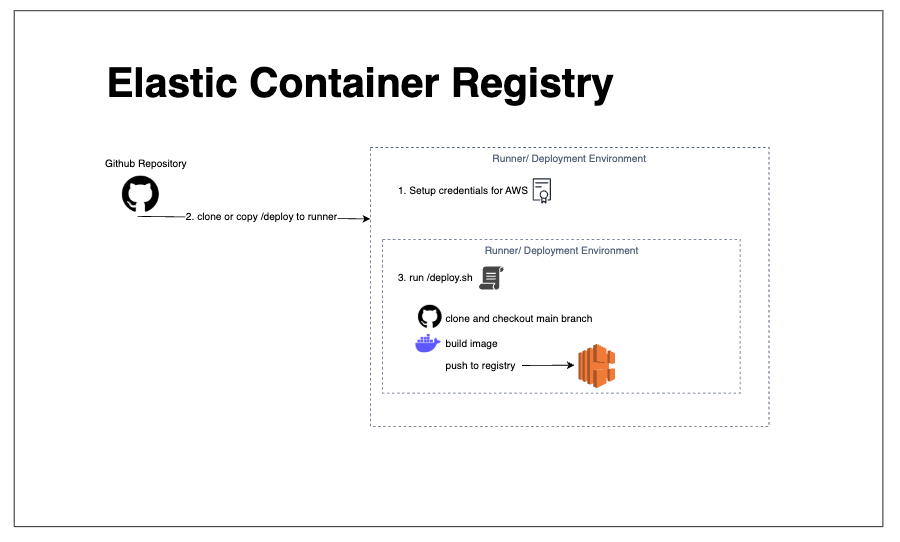 Elastic Container Registry
Github Repository
Runner/ Deployment Environment
1. Setup credentials for AWS
2. clone or copy /deploy to runner
Runner/ Deployment Environment
3. run /deploy.sh
clone and checkout main branch
build image
push to registry